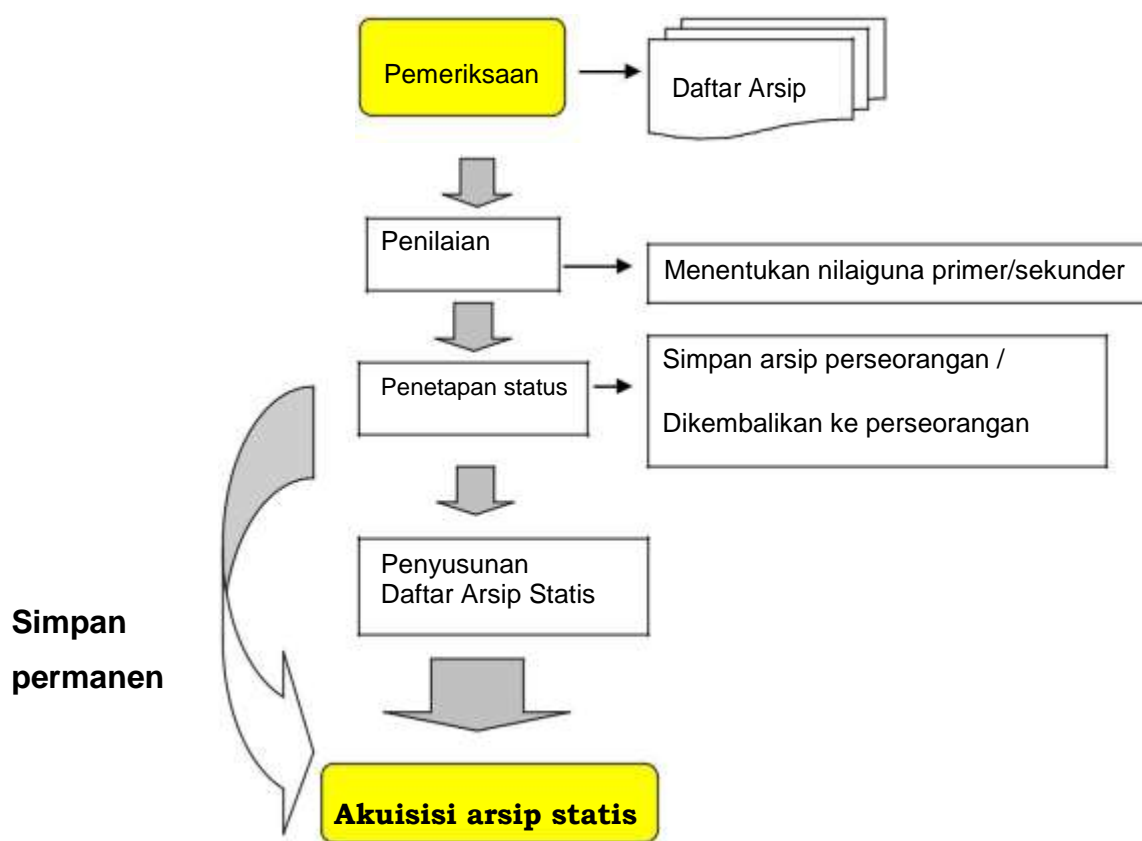 Pemeriksaan
Daftar Arsip
Penilaian
Menentukan nilaiguna primer/sekunder
Penetapan status
Simpan arsip perseorangan /
Dikembalikan ke perseorangan
Penyusunan
Daftar Arsip Statis
Simpan
permanen
Akuisisi arsip statis